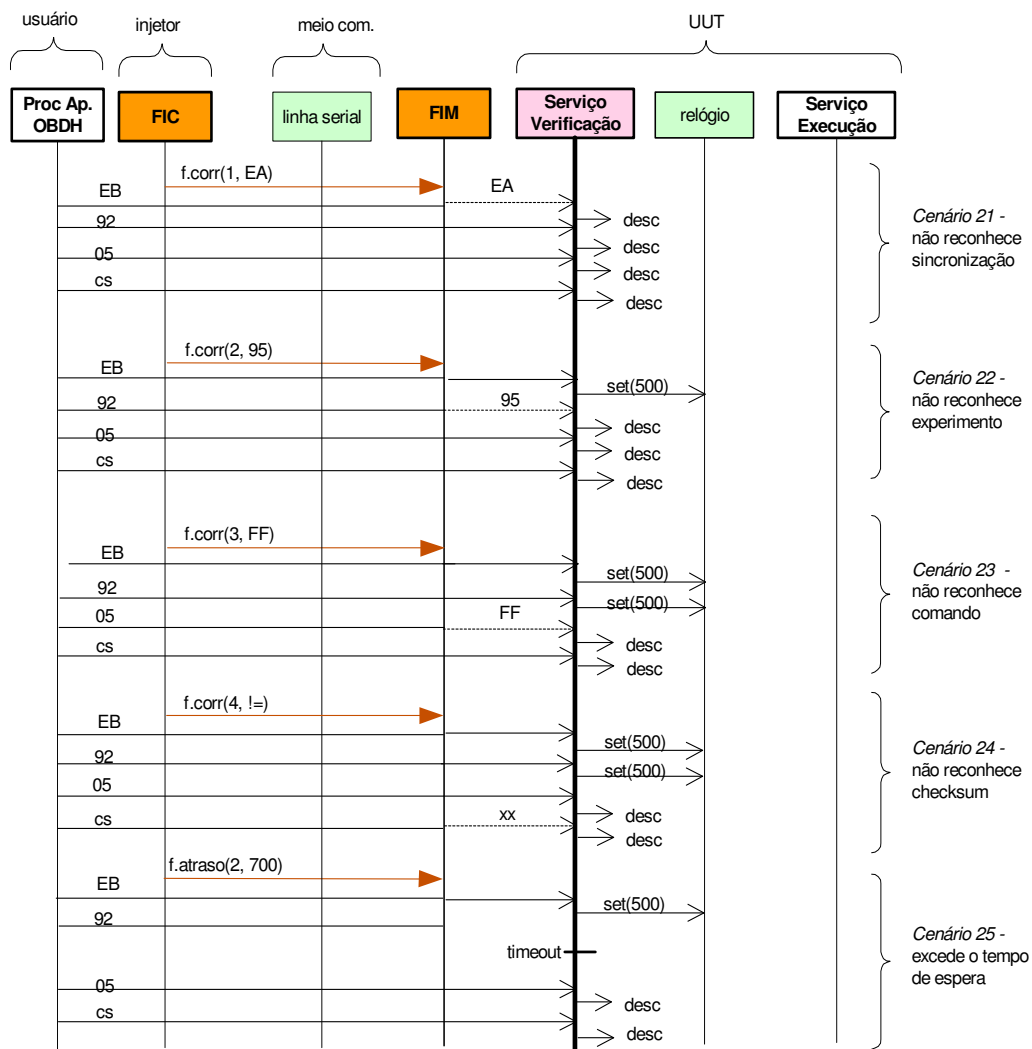 usuário
injetor
meio com.
UUT
Proc Ap.
OBDH
FIC
linha serial
FIM
Serviço
Verificação
relógio
Serviço
Execução
f.corr(1, EA)
EB
EA
92
desc
desc
05
desc
cs
desc
Cenário 21 -
não reconhece
sincronização
f.corr(2, 95)
EB
set(500)
92
95
desc
05
desc
cs
desc
Cenário 22 -
não reconhece
experimento
f.corr(3, FF)
EB
set(500)
92
set(500)
05
FF
desc
cs
desc
Cenário 23 -
não reconhece
comando
f.corr(4, !=)
EB
set(500)
92
set(500)
05
desc
cs
xx
desc
Cenário 24 -
não reconhece
checksum
f.atraso(2, 700)
EB
set(500)
92
timeout
05
desc
cs
desc
Cenário 25 -
excede o tempo
de espera